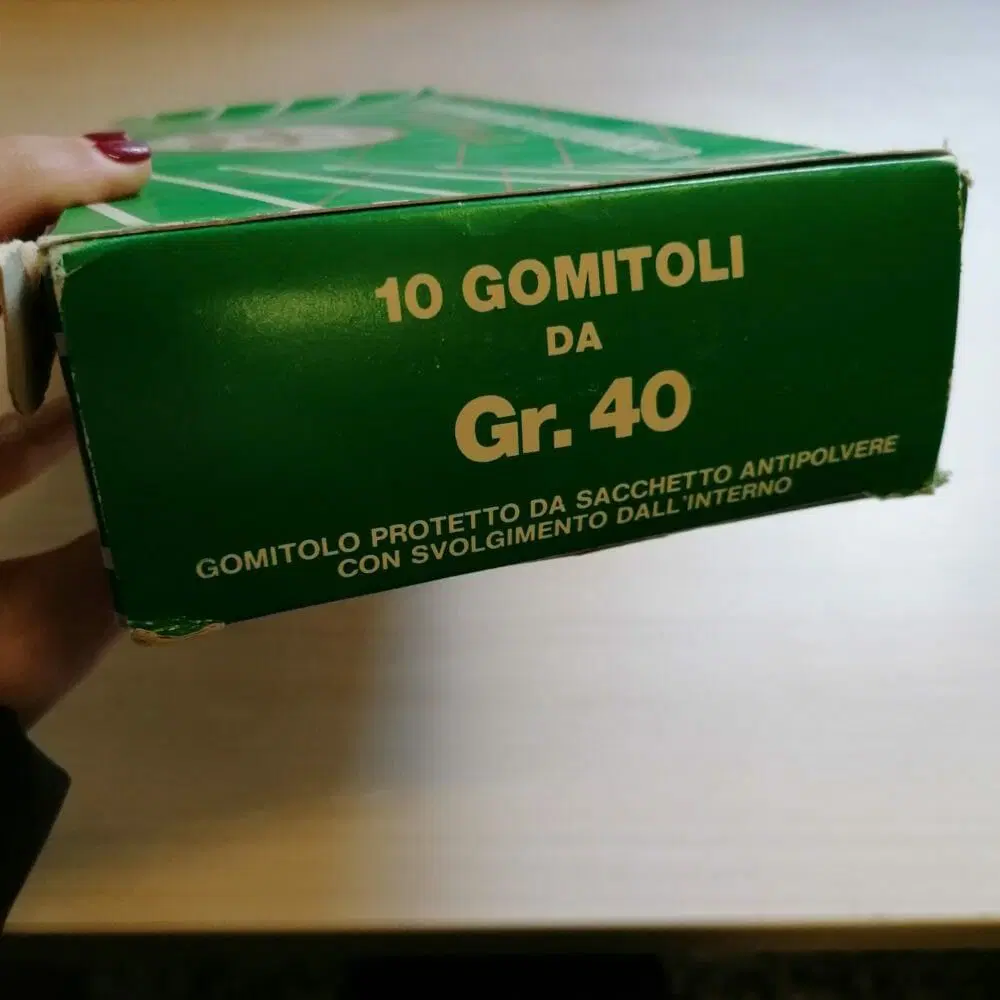 10 GOMITOLI
DA
Gr. 40
GOMITOLO PROTETTO DA SACCHETTO ANTIPOLVERE
CON SVOLGIMENTO DALL'INTERNO